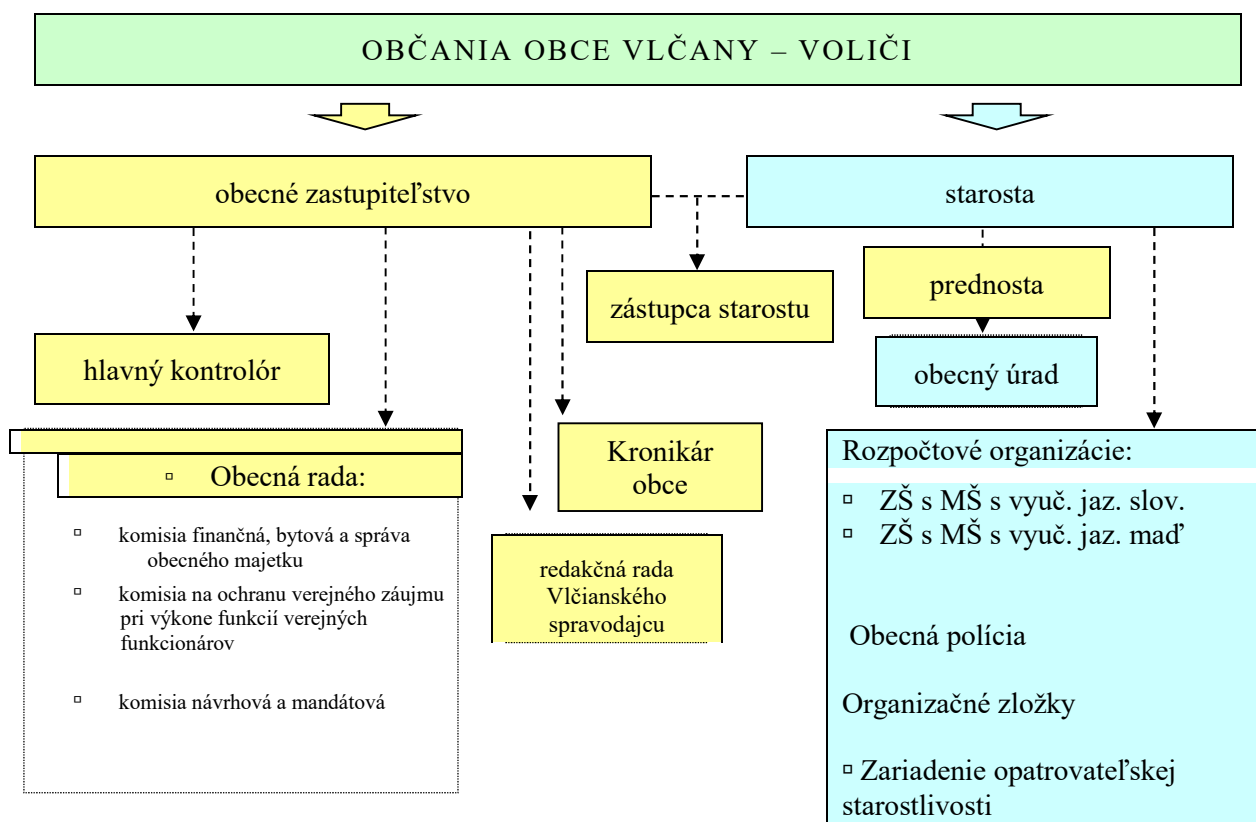 OBČANIA OBCE VLČANY – VOLIČI
obecné zastupiteľstvo
starosta
zástupca starostu
prednosta
hlavný kontrolór
obecný úrad
▫ Obecná rada:
▫ komisia finančná, bytová a správa
obecného majetku
▫ komisia na ochranu verejného záujmu
pri výkone funkcií verejných
funkcionárov
▫ komisia návrhová a mandátová
Kronikár
obce
redakčná rada
Vlčianského
spravodajcu
Rozpočtové organizácie:
▫ ZŠ s MŠ s vyuč. jaz. slov.
▫ ZŠ s MŠ s vyuč. jaz. maď
Obecná polícia
Organizačné zložky
▫ Zariadenie opatrovateľskej
starostlivosti